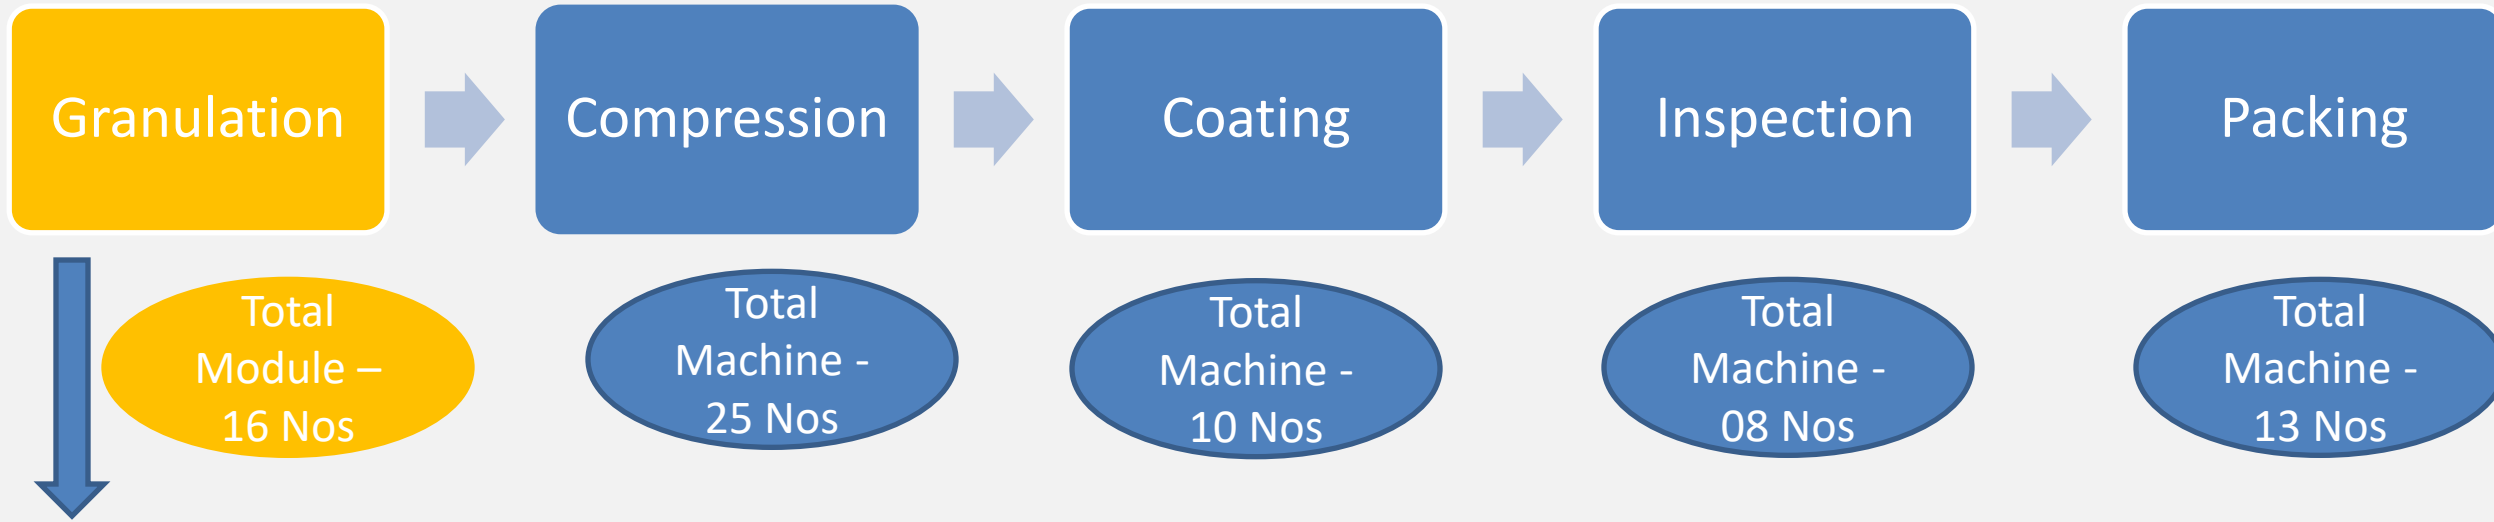 Granulation
Compression
Coating
Inspection
Packing
Total
Module –
16 Nos
Total
Machine -
25 Nos
Total
Machine -
10 Nos
Total
Machine -
08 Nos
Total
Machine -
13 Nos